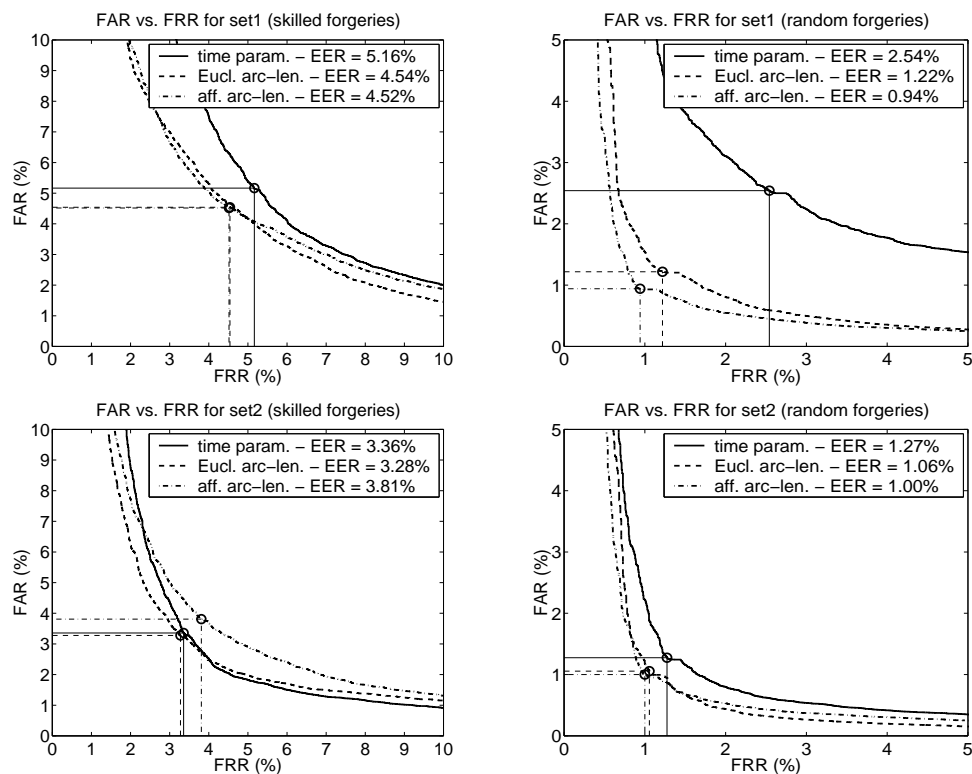 FAR vs. FRR for set1 (skilled forgeries)
time param. – EER = 5.16%
Eucl. arc–len. – EER = 4.54%
aff. arc–len. – EER = 4.52%
10
9
8
7
6
5
4
3
2
1
0
FAR (%)
0 1 2 3 4 5 6 7 8 9 10
FRR (%)
FAR vs. FRR for set1 (random forgeries)
time param. – EER = 2.54%
Eucl. arc–len. – EER = 1.22%
aff. arc–len. – EER = 0.94%
5
4
3
2
1
0
FAR (%)
0 1 2 3 4 5
FRR (%)
FAR vs. FRR for set2 (skilled forgeries)
time param. – EER = 3.36%
Eucl. arc–len. – EER = 3.28%
aff. arc–len. – EER = 3.81%
10
9
8
7
6
5
4
3
2
1
0
FAR (%)
0 1 2 3 4 5 6 7 8 9 10
FRR (%)
FAR vs. FRR for set2 (random forgeries)
time param. – EER = 1.27%
Eucl. arc–len. – EER = 1.06%
aff. arc–len. – EER = 1.00%
5
4
3
2
1
0
FAR (%)
0 1 2 3 4 5
FRR (%)